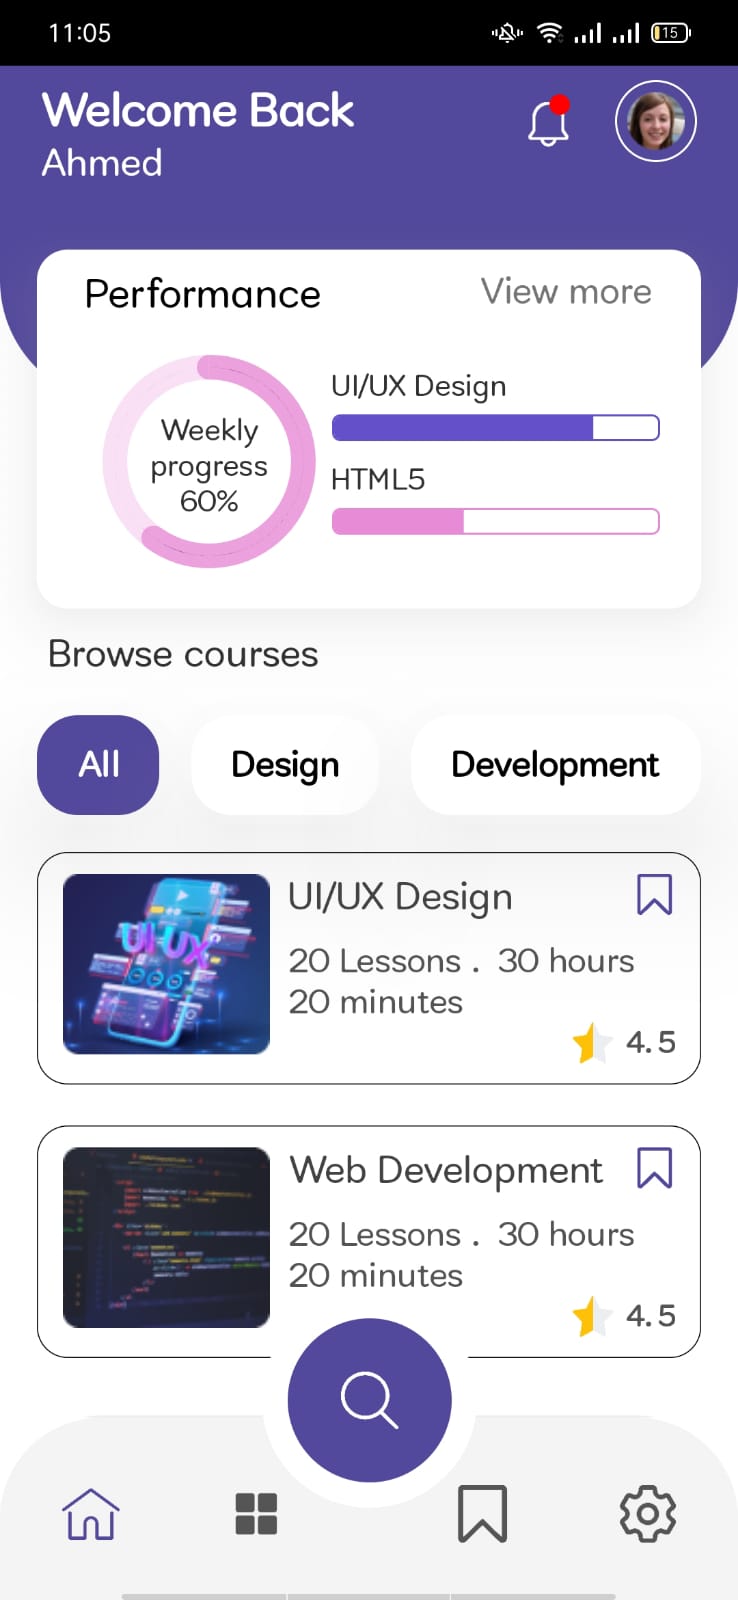 11:05
15
Welcome Back
Ahmed
Performance
View more
Weekly
progress
60%
UI/UX Design
HTML5
Browse courses
All
Design
Development
UI UX
UI/UX Design
20 Lessons .  30 hours
20 minutes
4.5
Web Development
20 Lessons .  30 hours
20 minutes
4.5